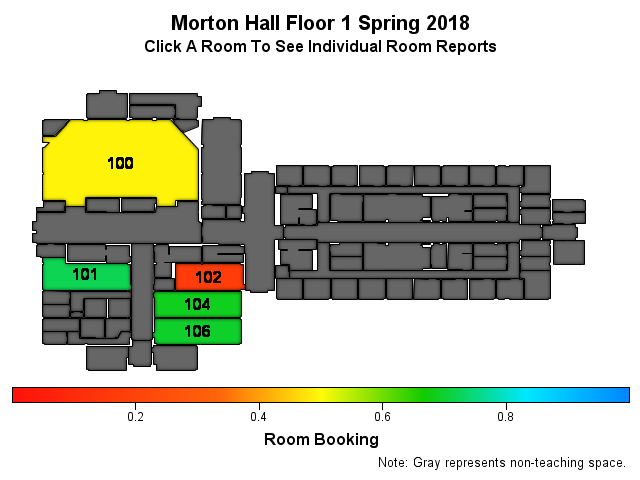 Morton Hall Floor 1 Spring 2018
Click A Room To See Individual Room Reports
100
101
102
104
106
0.2 0.4 0.6 0.8
Room Booking
Note: Gray represents non-teaching space.